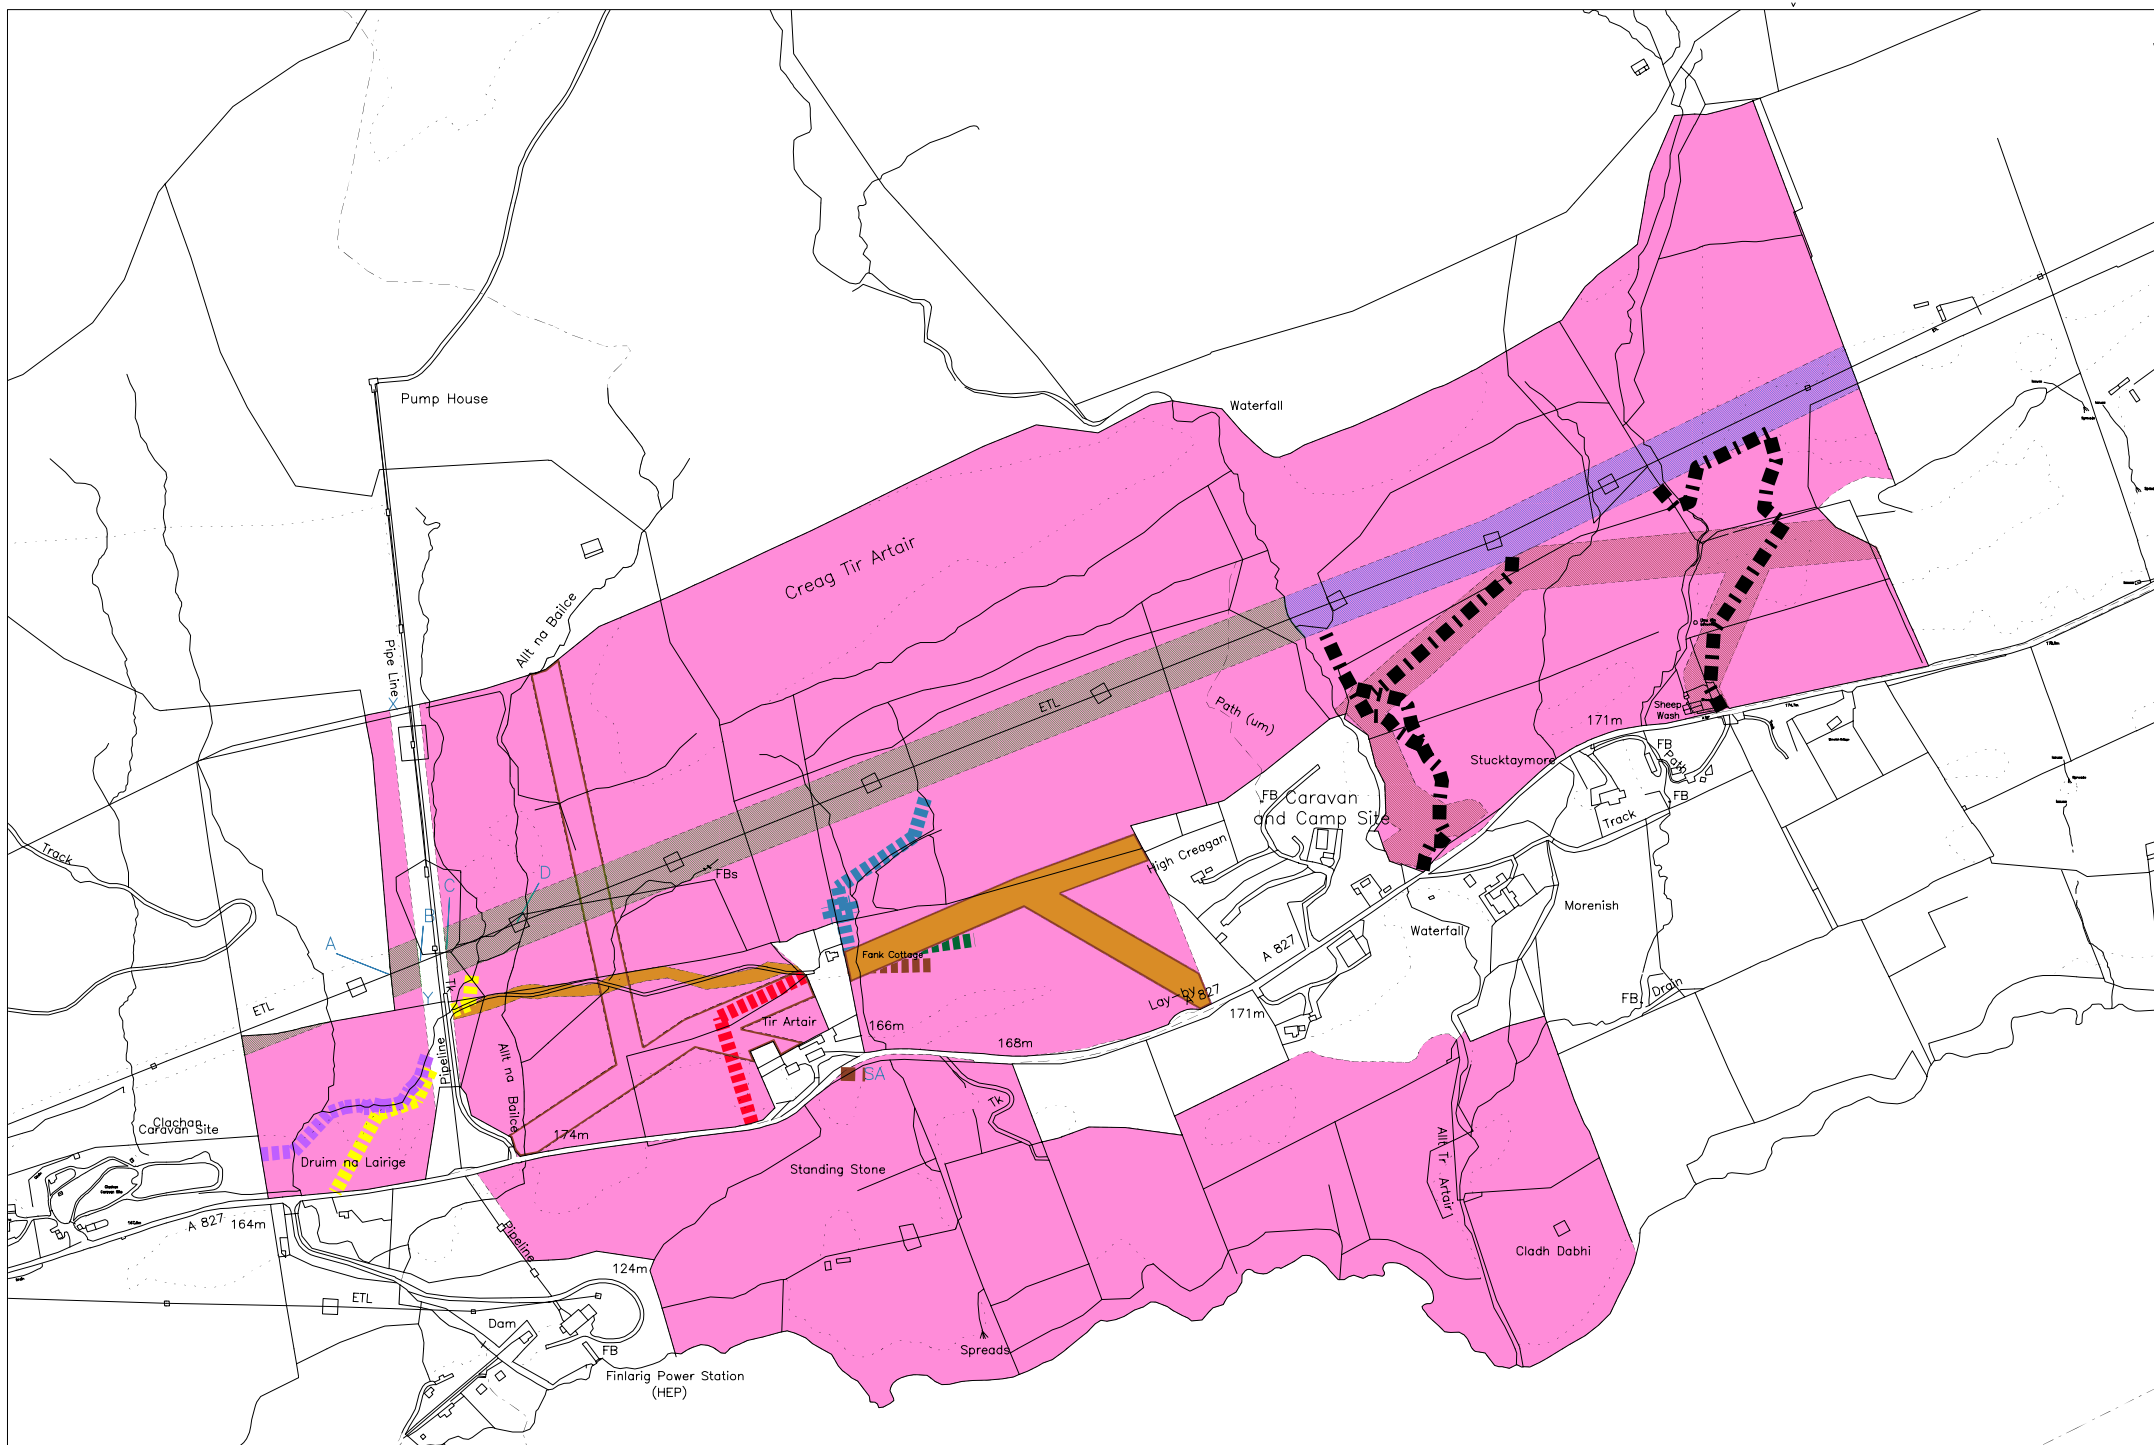 Pump House
Waterfall
Creag Tir Artair
Allt na Bailce
Pipe Line
X
ETL
Path (um)
Sheep
Wash
171m
Stucktaymore
FB
Path
FB
FB
Caravan
and Camp Site
Track
Track
High Creagan
FBs
D
C
B
A
Y
Tk
ETL
Fank Cottage
Morenish
Waterfall
A 827
Lay-by
A 827
171m
FB
Drain
Tir Artair
166m
168m
SA
Pipeline
Allt na Bailce
Tk
174m
Clachan
Caravan Site
Druim na Lairige
Standing Stone
Allt Tir Artair
A 827
164m
Pipeline
124m
Cladh Dabhi
ETL
Dam
FB
Spreads
Finlarig Power Station
(HEP)